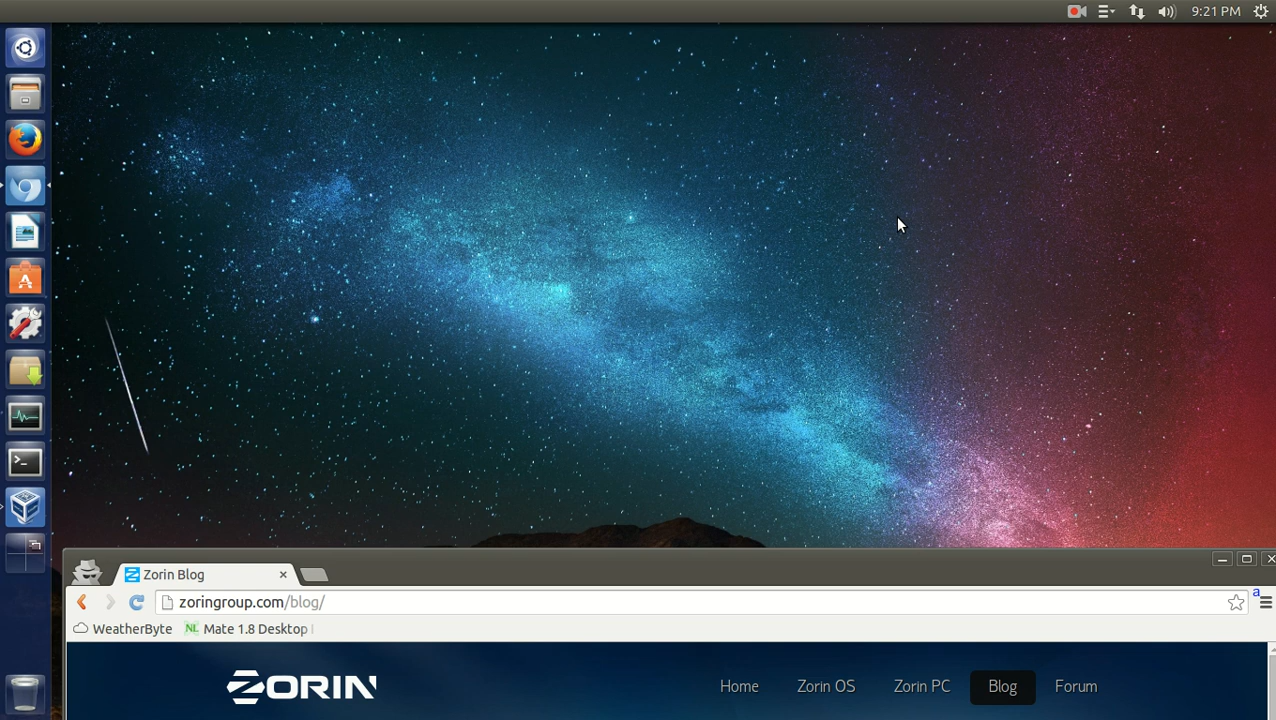 9:21 PM
Zorin Blog
zoringroup.com/blog/
a
WeatherByte
NL Mate 1.8 Desktop
ZORIN
Home Zorin OS Zorin PC Blog Forum